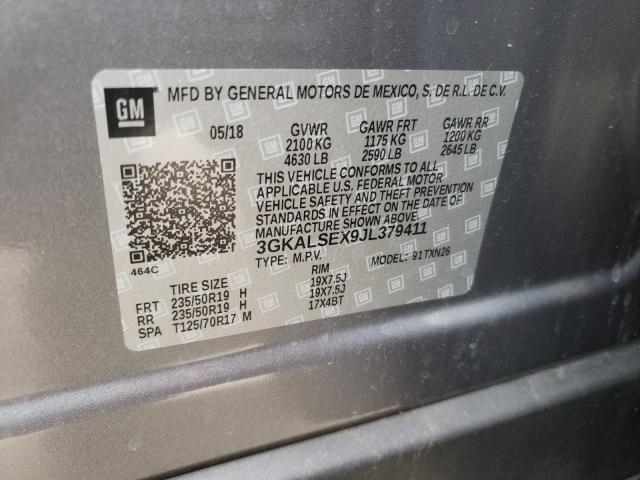 GM MFD BY GENERAL MOTORS DE MEXICO, S. DE R.L. DE C.V.
05/18 GVWR GAWR FRT GAWR RR
2100 KG 1175 KG 1200 KG
4630 LB 2590 LB 2645 LB
THIS VEHICLE CONFORMS TO ALL
APPLICABLE U.S. FEDERAL MOTOR
VEHICLE SAFETY AND THEFT PREVENTION
STANDARDS IN EFFECT ON THE DATE OF
MANUFACTURE SHOWN ABOVE.
3GKALSEX9JL379411
464C TYPE: M.P.V. MODEL: 91TXN26
TIRE SIZE RIM
FRT 235/50R19 H 19X7.5J
RR 235/50R19 H 19X7.5J
SPA T125/70R17 M 17X4BT